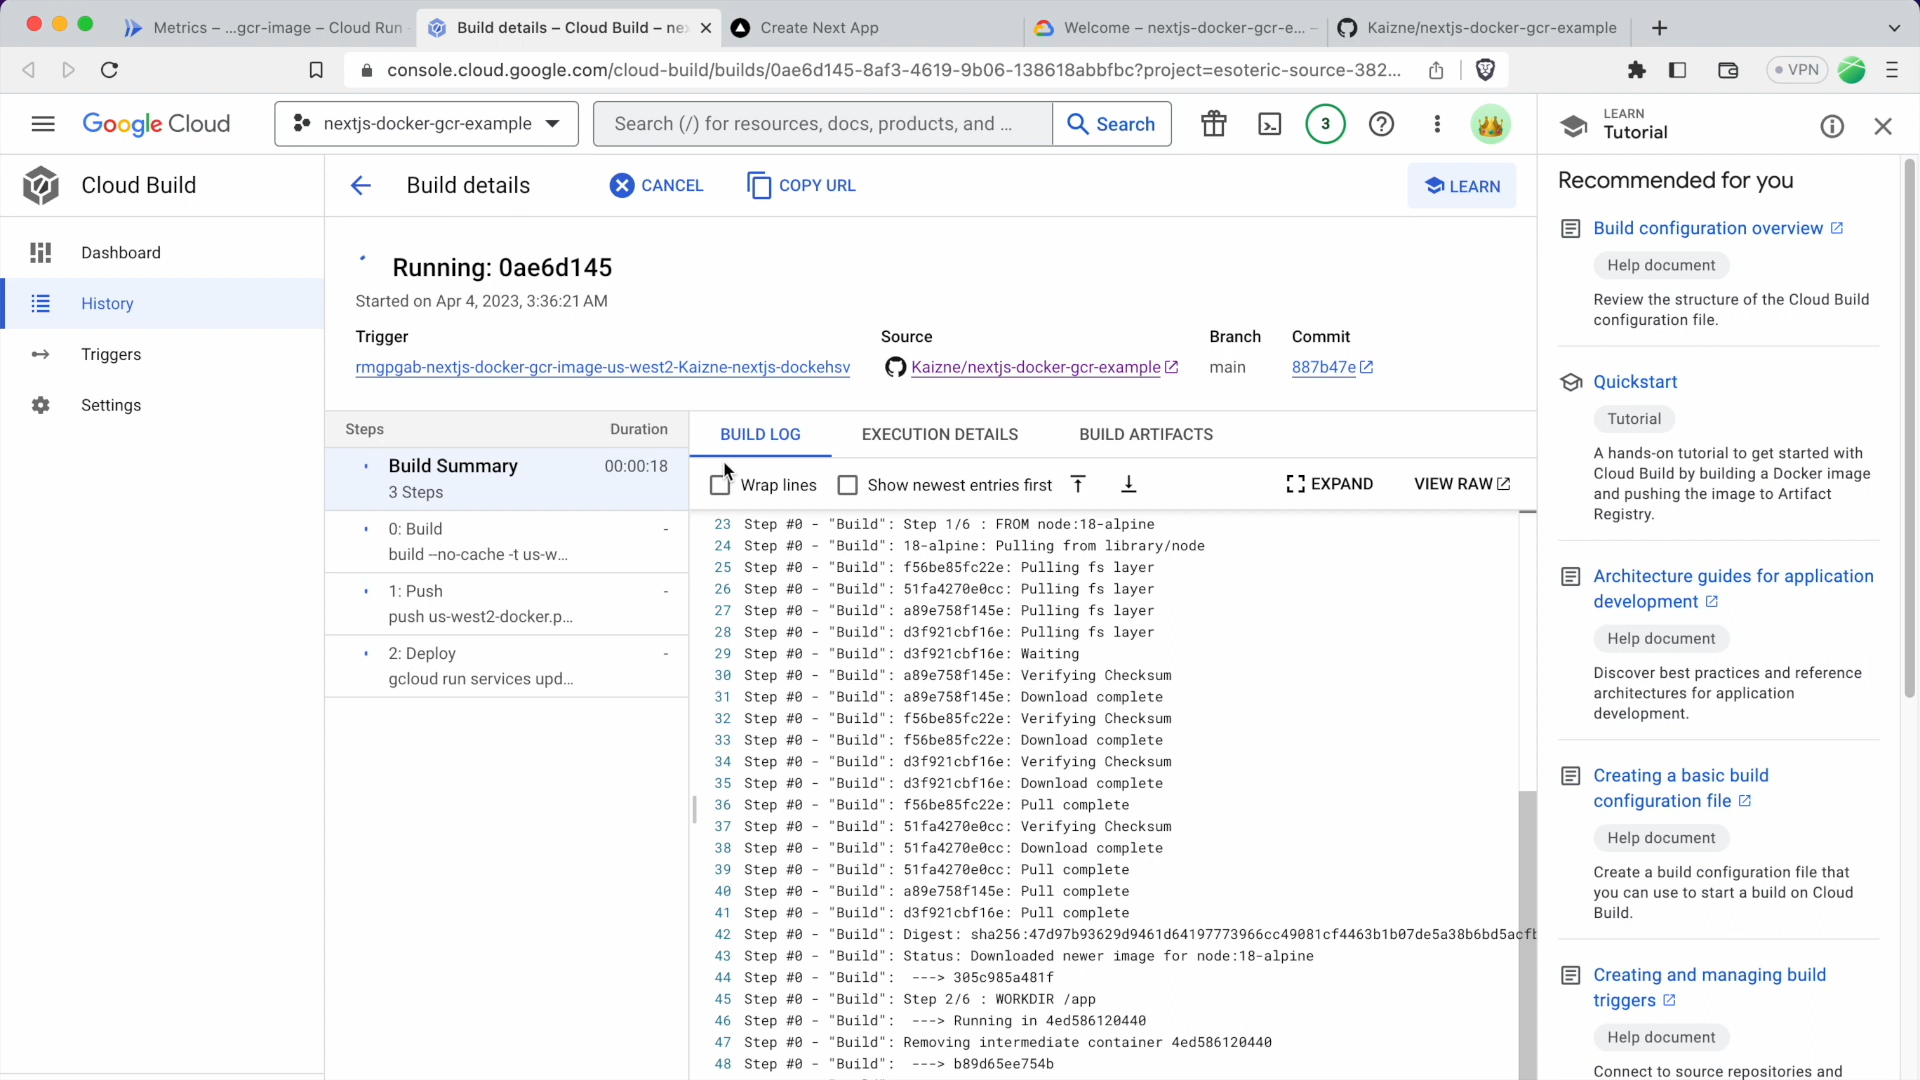 Metrics – ...gcr-image – Cloud Run
Build details – Cloud Build – nex
Create Next App
Welcome – nextjs-docker-gcr-e... –
Kaizne/nextjs-docker-gcr-example
console.cloud.google.com/cloud-build/builds/0ae6d145-8af3-4619-9b06-138618abbfbc?project=esoteric-source-382...
VPN
Google Cloud
nextjs-docker-gcr-example
Search (/) for resources, docs, products, and ...
Search
3
LEARN
Tutorial
Cloud Build
Build details
CANCEL
COPY URL
LEARN
Dashboard
History
Triggers
Settings
Running: 0ae6d145
Started on Apr 4, 2023, 3:36:21 AM
Trigger
Source
Branch
Commit
rmgpgab-nextjs-docker-gcr-image-us-west2-Kaizne-nextjs-dockehsv
Kaizne/nextjs-docker-gcr-example
main
887b47e
Steps
Duration
Build Summary
00:00:18
3 Steps
0: Build
-
build --no-cache -t us-w...
1: Push
-
push us-west2-docker.p...
2: Deploy
-
gcloud run services upd...
BUILD LOG
EXECUTION DETAILS
BUILD ARTIFACTS
Wrap lines
Show newest entries first
EXPAND
VIEW RAW
23 Step #0 - "Build": Step 1/6 : FROM node:18-alpine
24 Step #0 - "Build": 18-alpine: Pulling from library/node
25 Step #0 - "Build": f56be85fc22e: Pulling fs layer
26 Step #0 - "Build": 51fa4270e0cc: Pulling fs layer
27 Step #0 - "Build": a89e758f145e: Pulling fs layer
28 Step #0 - "Build": d3f921cbf16e: Pulling fs layer
29 Step #0 - "Build": d3f921cbf16e: Waiting
30 Step #0 - "Build": a89e758f145e: Verifying Checksum
31 Step #0 - "Build": a89e758f145e: Download complete
32 Step #0 - "Build": f56be85fc22e: Verifying Checksum
33 Step #0 - "Build": f56be85fc22e: Download complete
34 Step #0 - "Build": d3f921cbf16e: Verifying Checksum
35 Step #0 - "Build": d3f921cbf16e: Download complete
36 Step #0 - "Build": f56be85fc22e: Pull complete
37 Step #0 - "Build": 51fa4270e0cc: Verifying Checksum
38 Step #0 - "Build": 51fa4270e0cc: Download complete
39 Step #0 - "Build": 51fa4270e0cc: Pull complete
40 Step #0 - "Build": a89e758f145e: Pull complete
41 Step #0 - "Build": d3f921cbf16e: Pull complete
42 Step #0 - "Build": Digest: sha256:47d97b93629d9461d64197773966cc49081cf4463b1b07de5a38b6bd5acfb
43 Step #0 - "Build": Status: Downloaded newer image for node:18-alpine
44 Step #0 - "Build": ---> 305c985a481f
45 Step #0 - "Build": Step 2/6 : WORKDIR /app
46 Step #0 - "Build": ---> Running in 4ed586120440
47 Step #0 - "Build": Removing intermediate container 4ed586120440
48 Step #0 - "Build": ---> b89d65ee754b
Recommended for you
Build configuration overview
Help document
Review the structure of the Cloud Build
configuration file.
Quickstart
Tutorial
A hands-on tutorial to get started with
Cloud Build by building a Docker image
and pushing the image to Artifact
Registry.
Architecture guides for application
development
Help document
Discover best practices and reference
architectures for application
development.
Creating a basic build
configuration file
Help document
Create a build configuration file that
you can use to start a build on Cloud
Build.
Creating and managing build
triggers
Help document
Connect to source repositories and